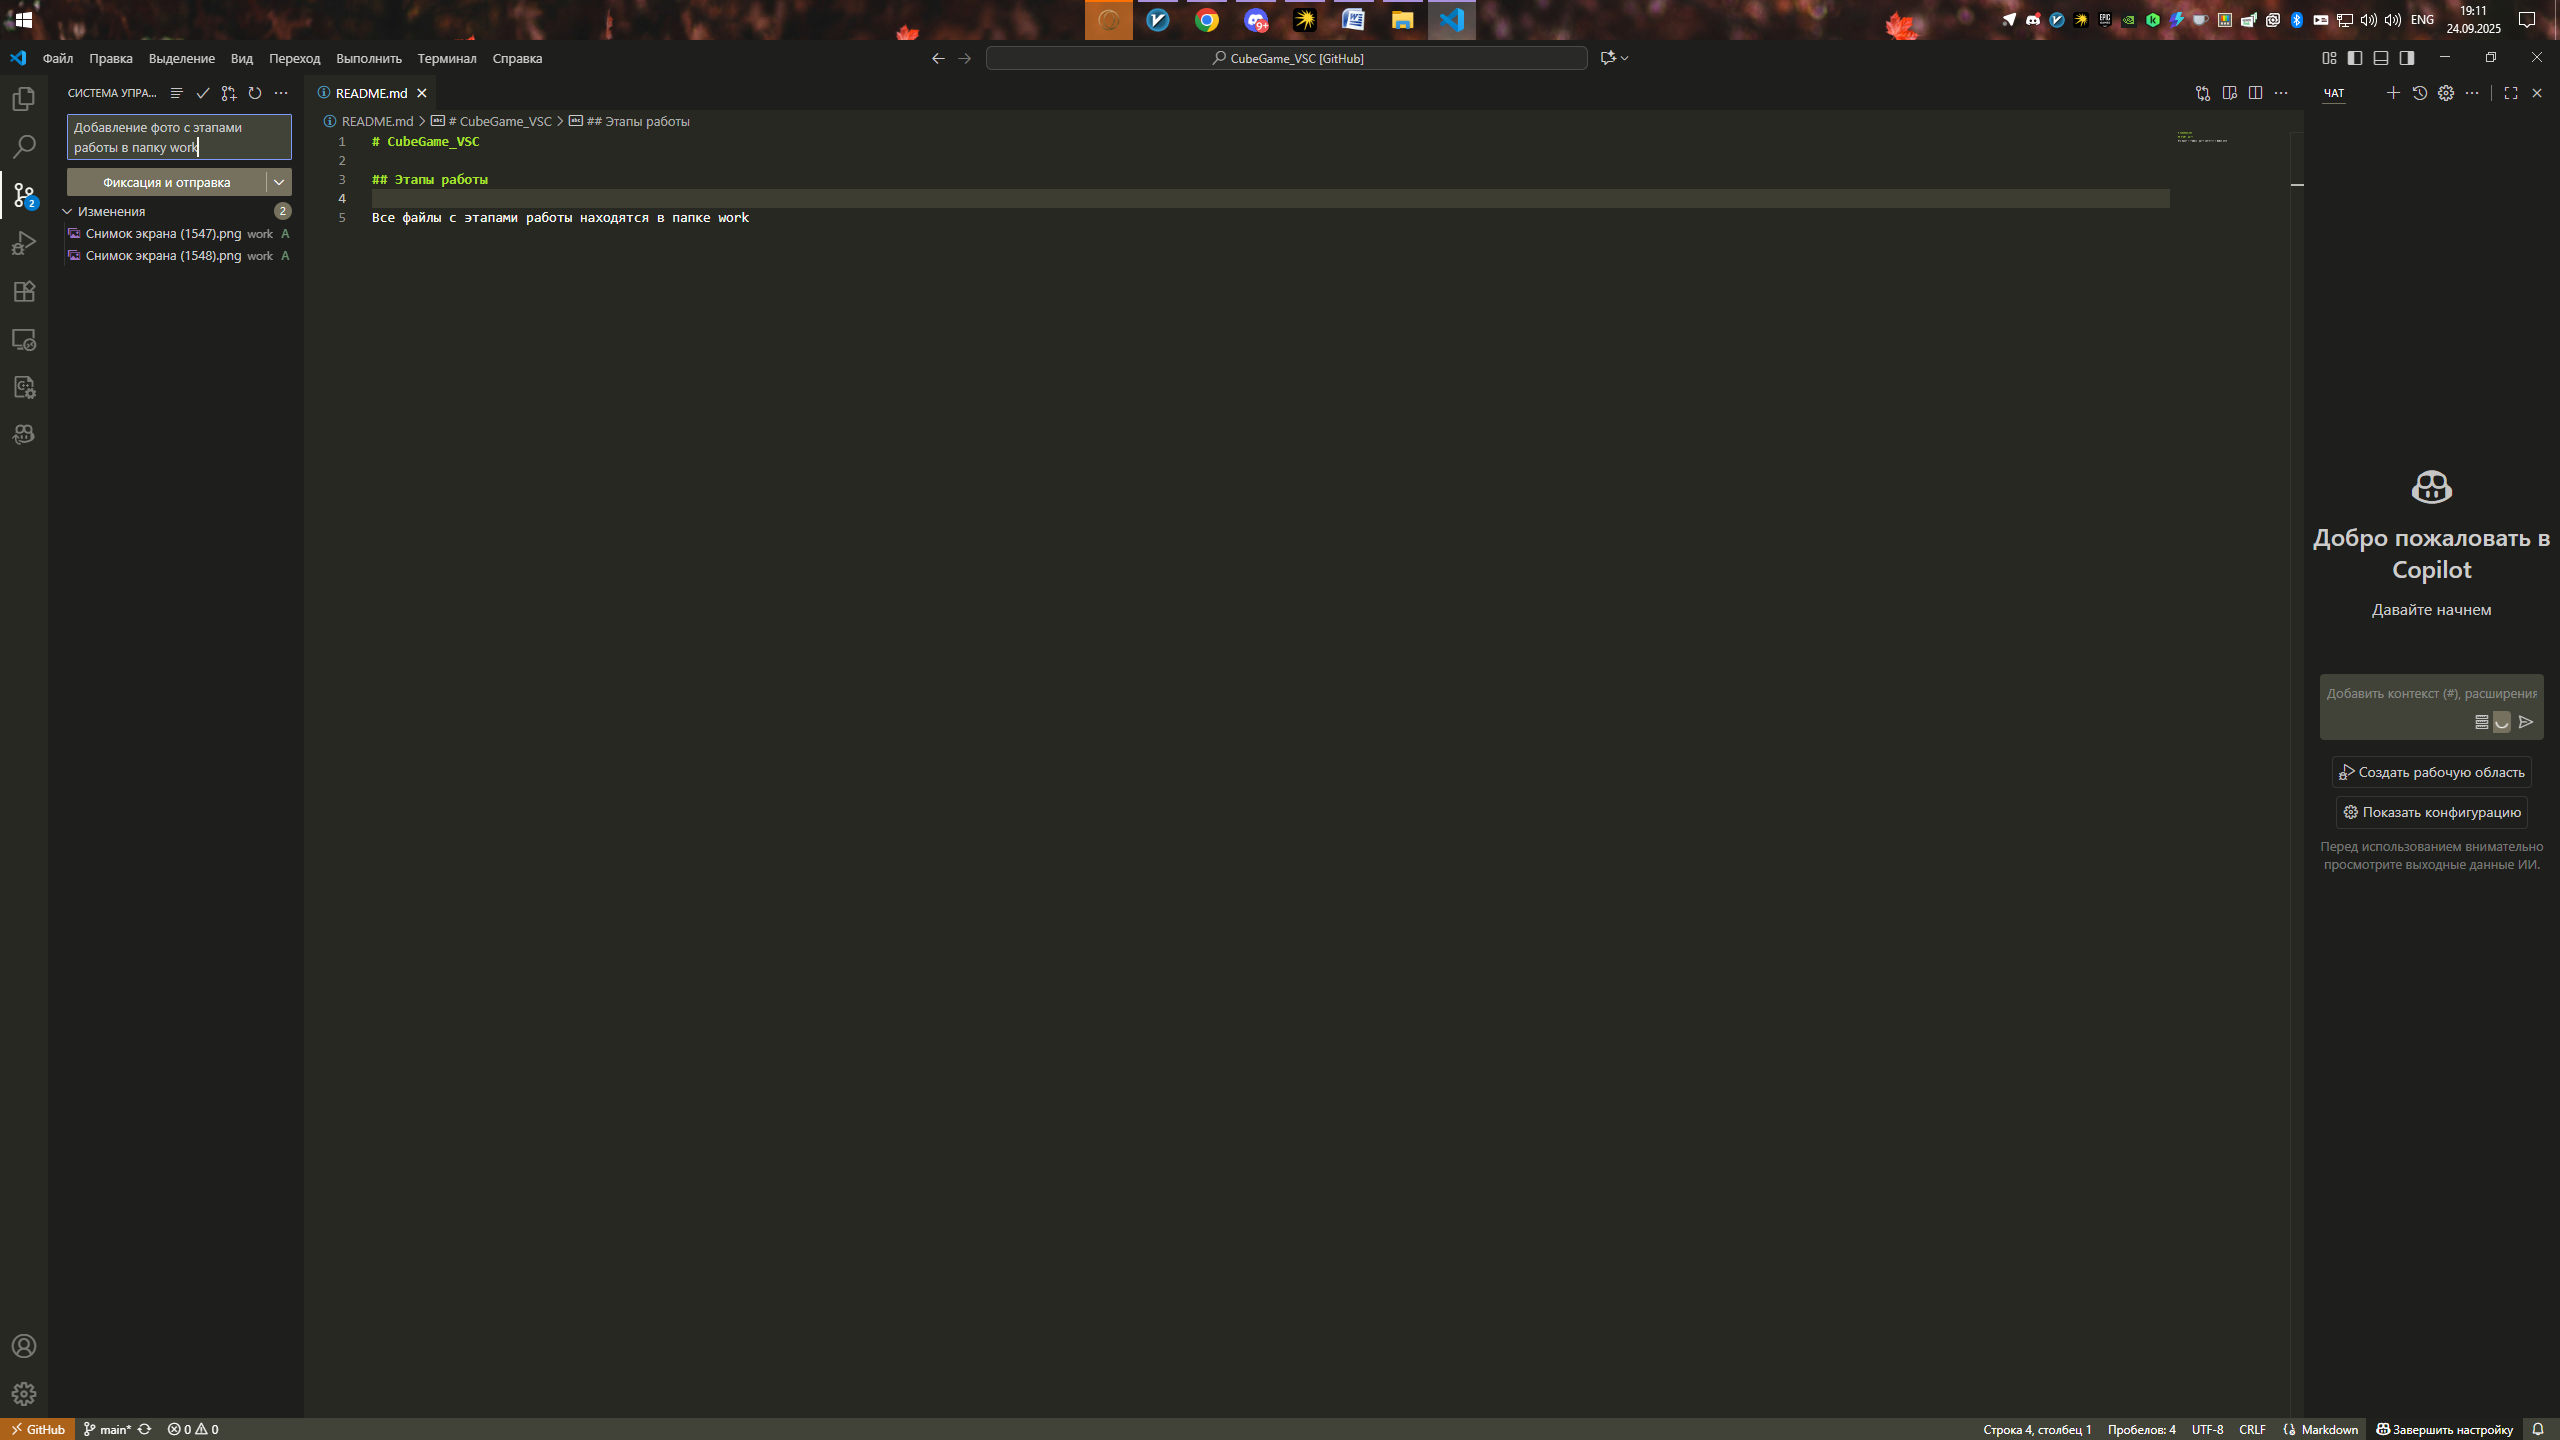 ENG
19:11
24.09.2025
Файл Правка Выделение Вид Переход Выполнить Терминал Справка
CubeGame_VSC [GitHub]
СИСТЕМА УПРА...
README.md
ЧАТ
Добавление фото с этапами
работы в папку work
Фиксация и отправка
Изменения 2
Снимок экрана (1547).png work A
Снимок экрана (1548).png work A
2
9+
README.md > # CubeGame_VSC > ## Этапы работы
1 # CubeGame_VSC
2
3 ## Этапы работы
4
5 Все файлы с этапами работы находятся в папке work
Добро пожаловать в
Copilot
Давайте начнем
Добавить контекст (#), расширения
Создать рабочую область
Показать конфигурацию
Перед использованием внимательно
просмотрите выходные данные ИИ.
GitHub main* 0 0
Строка 4, столбец 1 Пробелов: 4 UTF-8 CRLF Markdown Завершить настройку